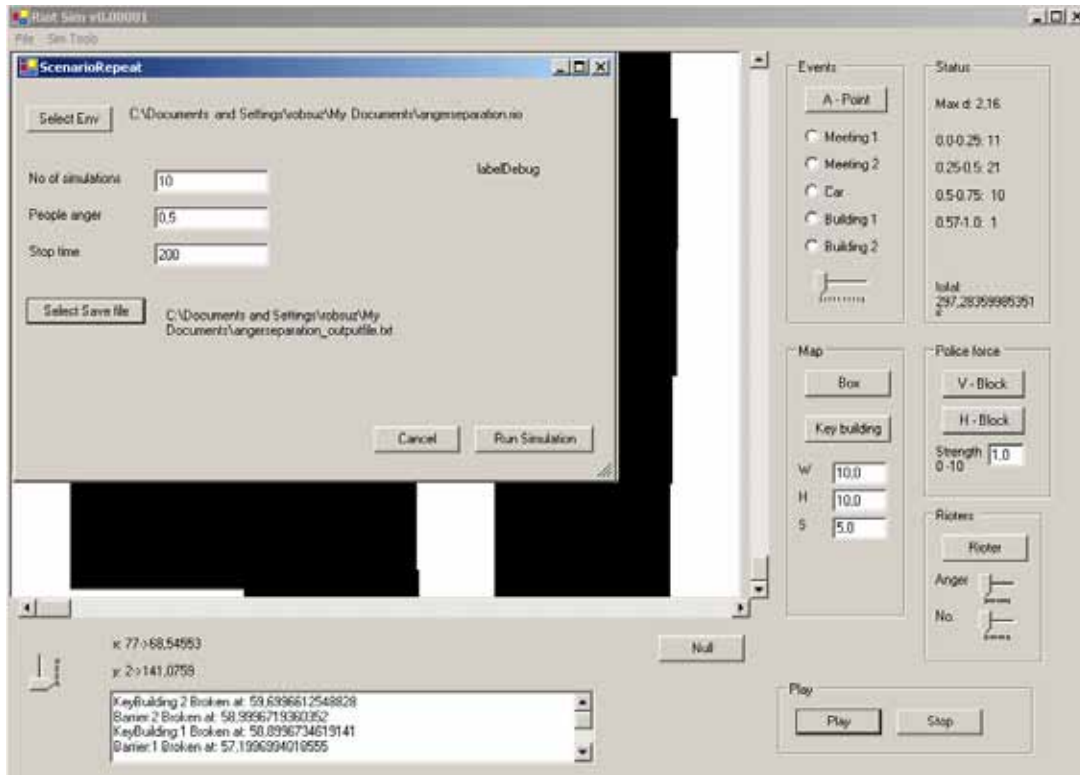 Riot Sim v0.00001
File Sim Tools
ScenarioRepeat
Select Env
C:\Documents and Settings\robsuz\My Documents\angerseparation.rio
labelDebug
No of simulations
10
People anger
0,5
Stop time
200
Select Save file
C:\Documents and Settings\robsuz\My
Documents\angerseparation_outputfile.txt
Cancel
Run Simulation
Events
A - Point
Meeting 1
Meeting 2
Car
Building 1
Building 2
Status
Max d: 2,16
0.0-0.25: 11
0.25-0.5: 21
0.5-0.75: 10
0.57-1.0: 1
total:
297,28359985351
Map
Box
Key building
W
10.0
H
10.0
S
5.0
Police force
V - Block
H - Block
Strength
0 -10
1.0
Rioters
Rioter
Anger
No.
x: 77->68,54553
y: 2->141,0759
Null
KeyBuilding:2 Broken at: 59,6996612548828
Barrier:2 Broken at: 58,9996719360352
KeyBuilding:1 Broken at: 58,8996734619141
Barrier:1 Broken at: 57,1996994018555
Play
Play
Stop